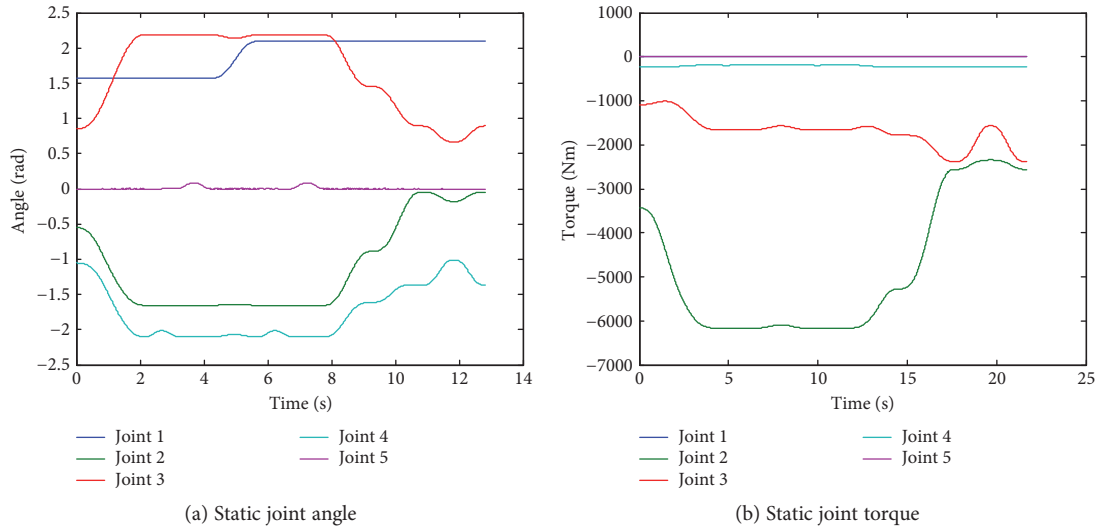 2.5
2
1.5
1
0.5
0
−0.5
−1
−1.5
−2
−2.5
Angle (rad)
0 2 4 6 8 10 12 14
Time (s)
Joint 1
Joint 2
Joint 3
Joint 4
Joint 5
(a) Static joint angle
1000
0
−1000
−2000
−3000
−4000
−5000
−6000
−7000
Torque (Nm)
0 5 10 15 20 25
Time (s)
Joint 1
Joint 2
Joint 3
Joint 4
Joint 5
(b) Static joint torque